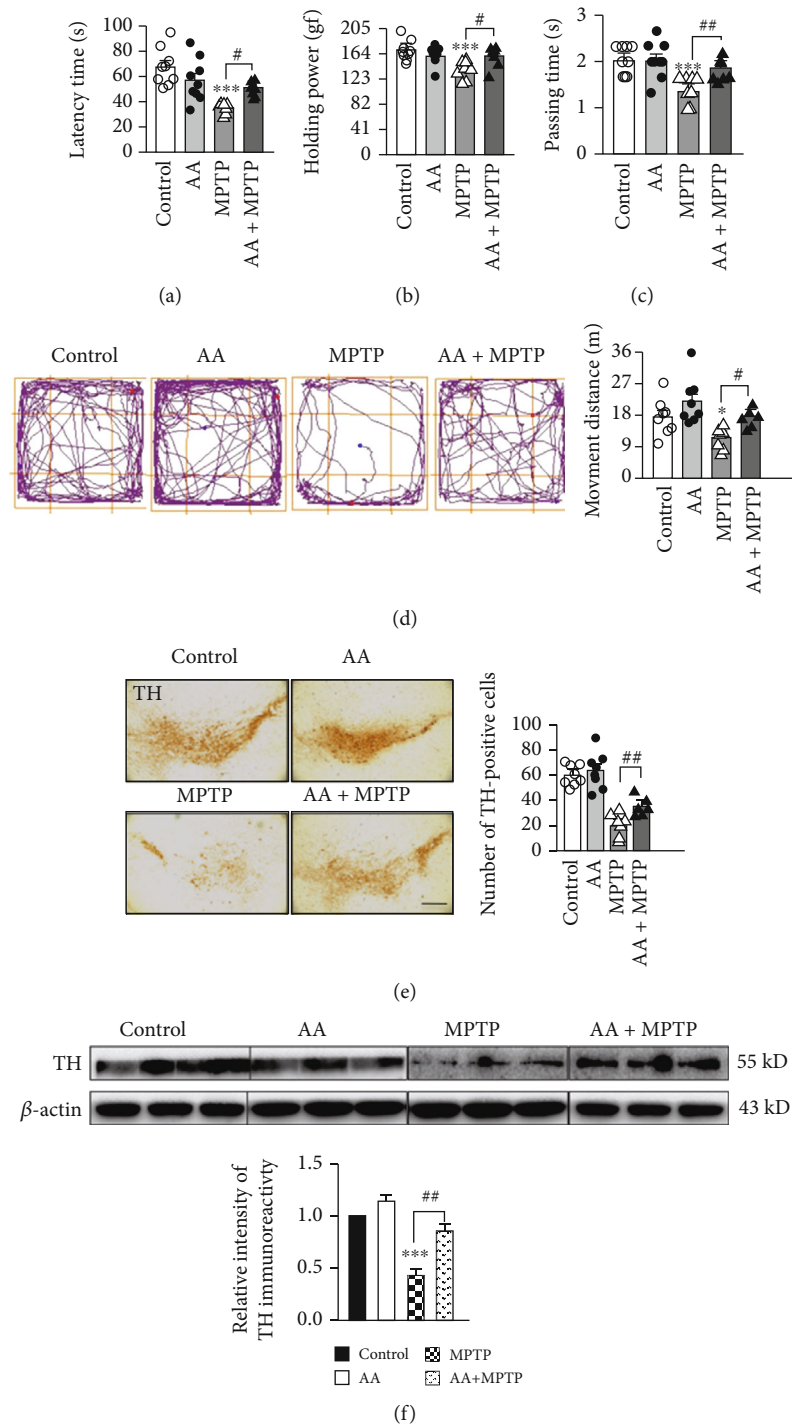 Latency time (s)
100
80
60
40
20
0
***
#
Control
AA
MPTP
AA + MPTP
(a)
Holding power (gf)
205
164
123
82
41
0
***
#
Control
AA
MPTP
AA + MPTP
(b)
Passing time (s)
3
2
1
0
***
##
Control
AA
MPTP
AA + MPTP
(c)
Control
AA
MPTP
AA + MPTP
Movment distance (m)
36
27
18
9
0
*
#
Control
AA
MPTP
AA + MPTP
(d)
Control
AA
TH
MPTP
AA + MPTP
Number of TH-positive cells
100
80
60
40
20
0
##
Control
AA
MPTP
AA + MPTP
(e)
Control
AA
MPTP
AA + MPTP
TH
55 kD
β-actin
43 kD
Relative intensity of
TH immunoreactivty
1.5
1.0
0.5
0.0
***
##
Control
MPTP
AA
AA+MPTP
(f)